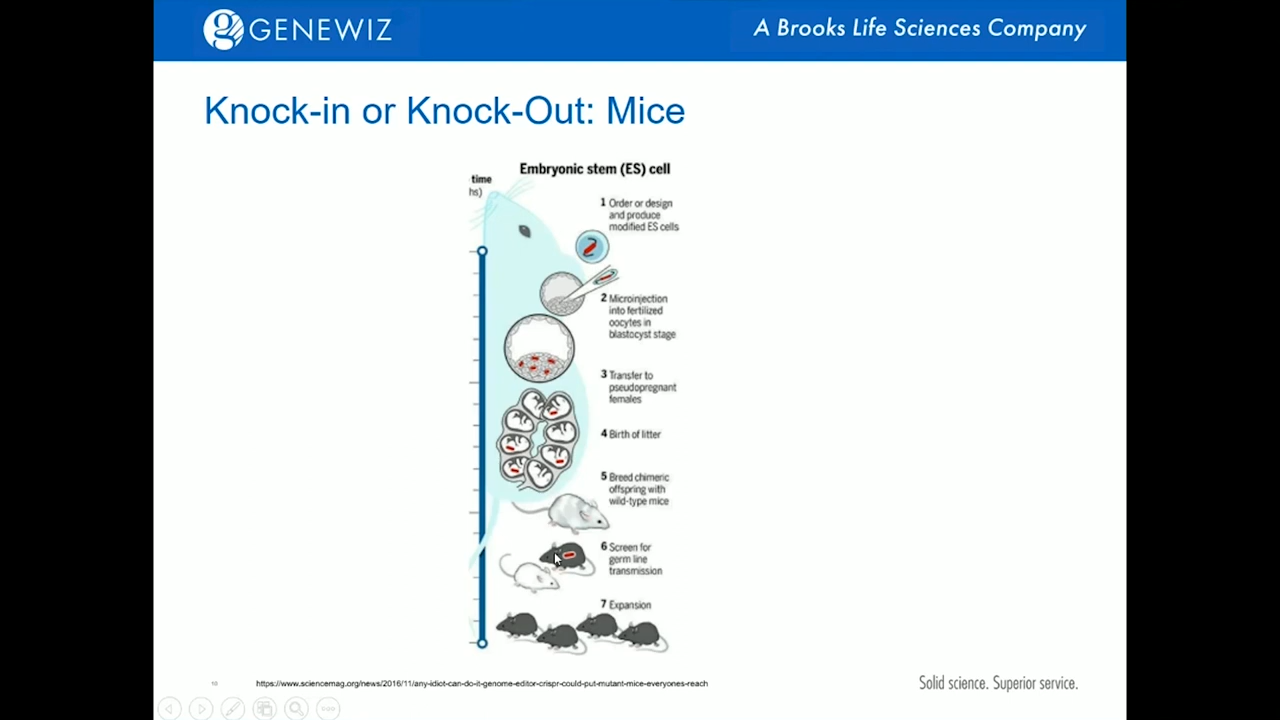 GENEWIZ
A Brooks Life Sciences Company
Knock-in or Knock-Out: Mice
Embryonic stem (ES) cell
time
hs)
1 Order or design
and produce
modified ES cells
2 Microinjection
into fertilized
oocytes in
blastocyst stage
3 Transfer to
pseudopregnant
females
4 Birth of litter
5 Breed chimeric
offspring with
wild-type mice
6 Screen for
germ line
transmission
7 Expansion
https://www.sciencemag.org/news/2016/11/any-idiot-can-do-it-genome-editor-crispr-could-put-mutant-mice-everyones-reach
Solid science. Superior service.